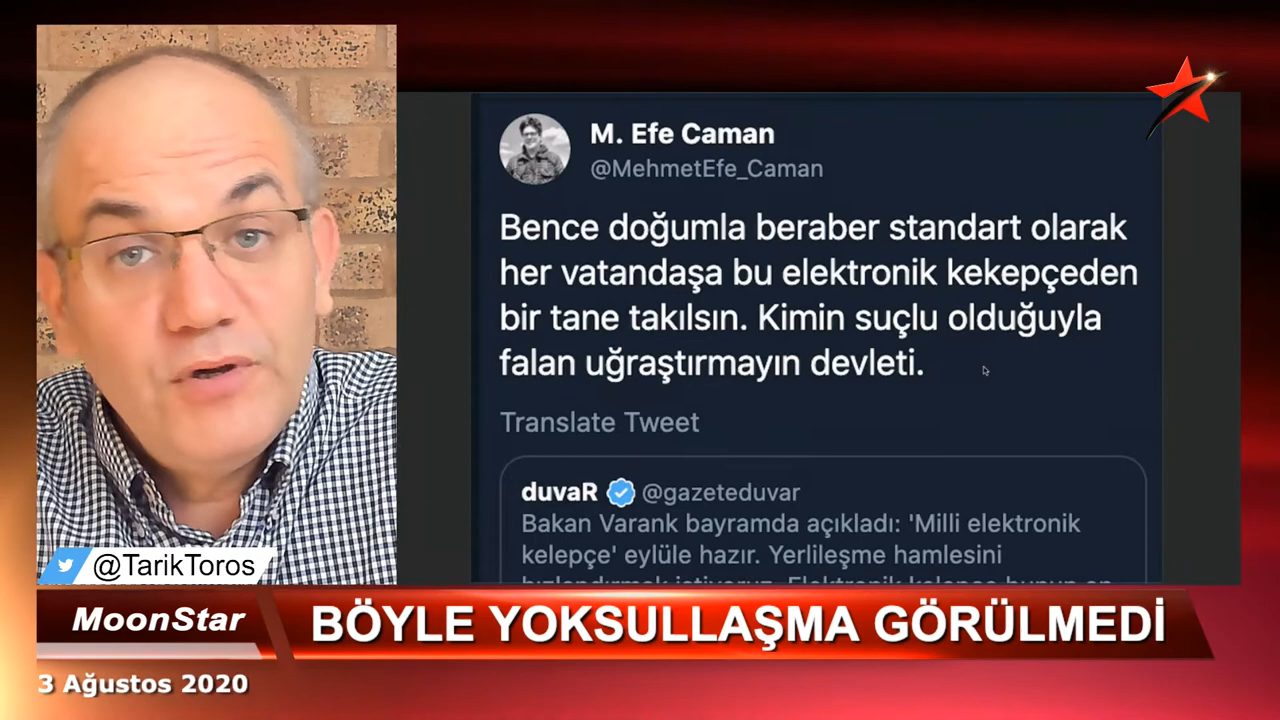 M. Efe Caman
@MehmetEfe_Caman
Bence doğumla beraber standart olarak
her vatandaşa bu elektronik kekepçeden
bir tane takılsın. Kimin suçlu olduğuyla
falan uğraştırmayın devleti.
Translate Tweet
duvaR @gazeteduvar
Bakan Varank bayramda açıkladı: 'Milli elektronik
kelepçe' eylüle hazır. Yerlileşme hamlesini
@TarikToros
MoonStar
BÖYLE YOKSULLAŞMA GÖRÜLMEDİ
3 Ağustos 2020